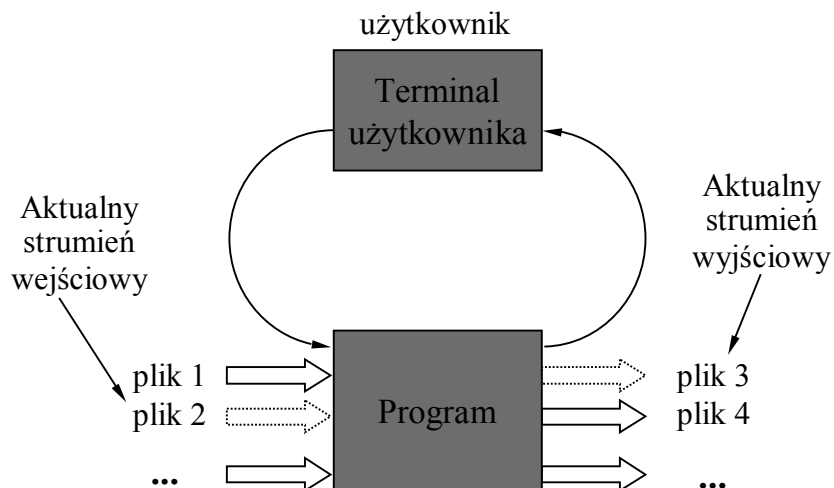 użytkownik
Terminal
użytkownika
Aktualny
strumień
wejściowy
Aktualny
strumień
wyjściowy
plik 1
plik 2
...
Program
plik 3
plik 4
...